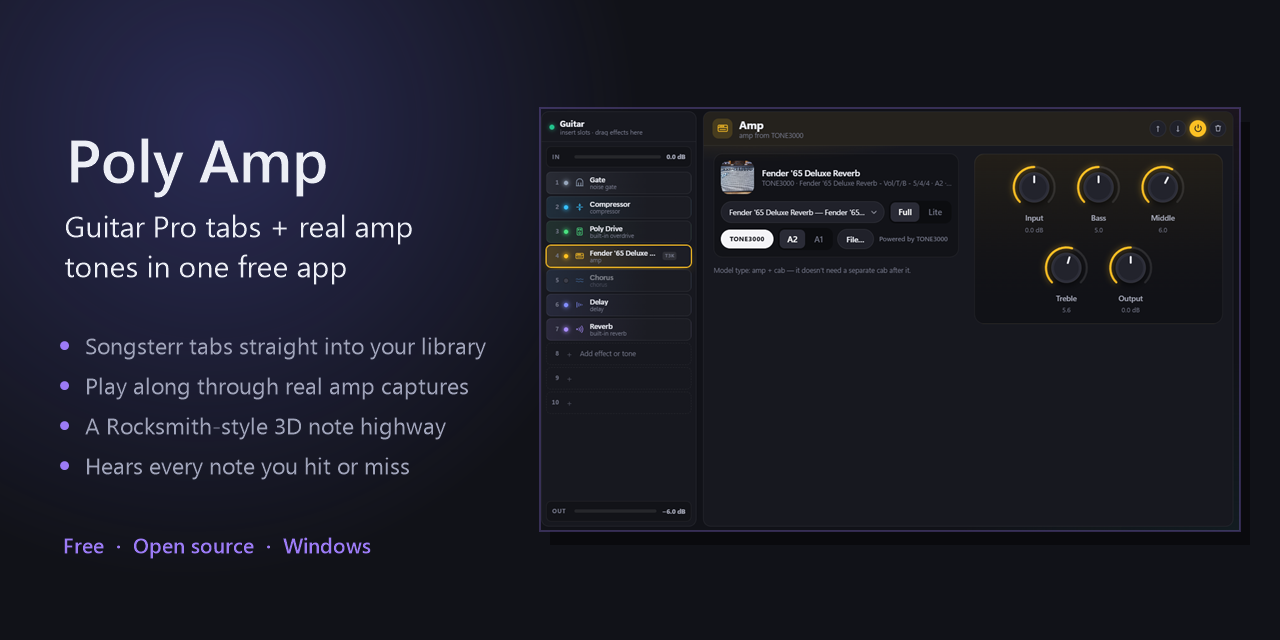 Poly Amp
Guitar Pro tabs + real amp
tones in one free app
Songsterr tabs straight into your library
Play along through real amp captures
A Rocksmith-style 3D note highway
Hears every note you hit or miss
Free · Open source · Windows
Guitar
insert slots · drag effects here
IN 0.0 dB
1 Gate
noise gate
2 Compressor
compressor
3 Poly Drive
built-in overdrive
4 Fender '65 Deluxe ... T3K
amp
5 Chorus
chorus
6 Delay
delay
7 Reverb
built-in reverb
8 + Add effect or tone
9 +
10 +
OUT −6.0 dB
Amp
amp from TONE3000
Fender '65 Deluxe Reverb
TONE3000 · Fender '65 Deluxe Reverb - Vol/T/B - 5/4/4 · A2 ·...
Fender '65 Deluxe Reverb — Fender '65...
Full Lite
TONE3000 A2 A1 File... Powered by TONE3000
Model type: amp + cab — it doesn't need a separate cab after it.
Input Bass Middle
0.0 dB 5.0 6.0
Treble Output
5.6 0.0 dB